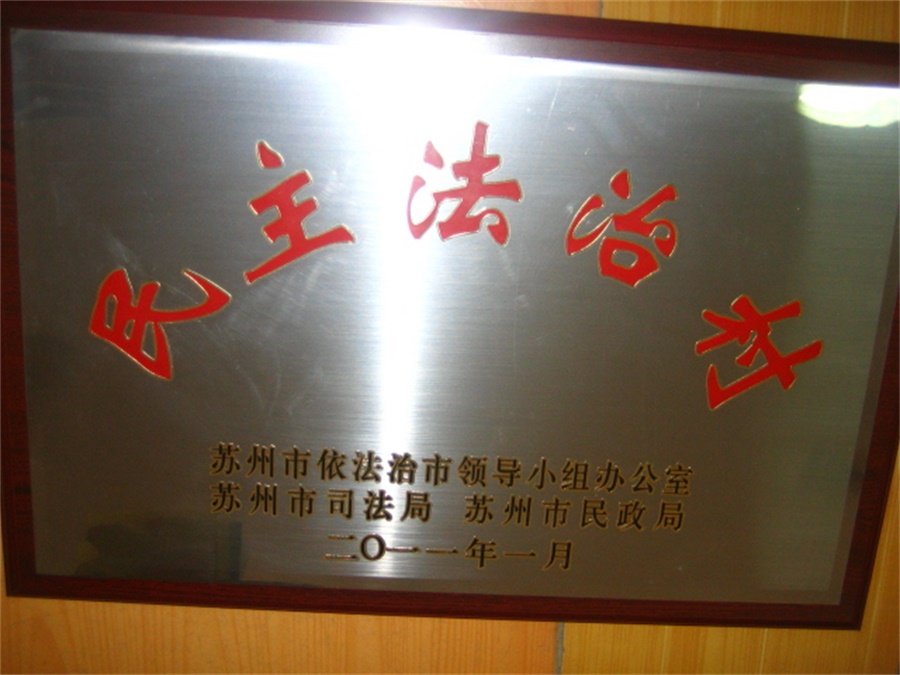 民主法治村
苏州市依法治市领导小组办公室
苏州市司法局 苏州市民政局
二〇一一年一月